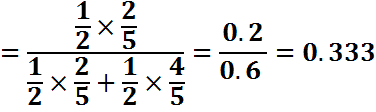 = (1/2 × 2/5) / (1/2 × 2/5 + 1/2 × 4/5) = 0.2 / 0.6 = 0.333